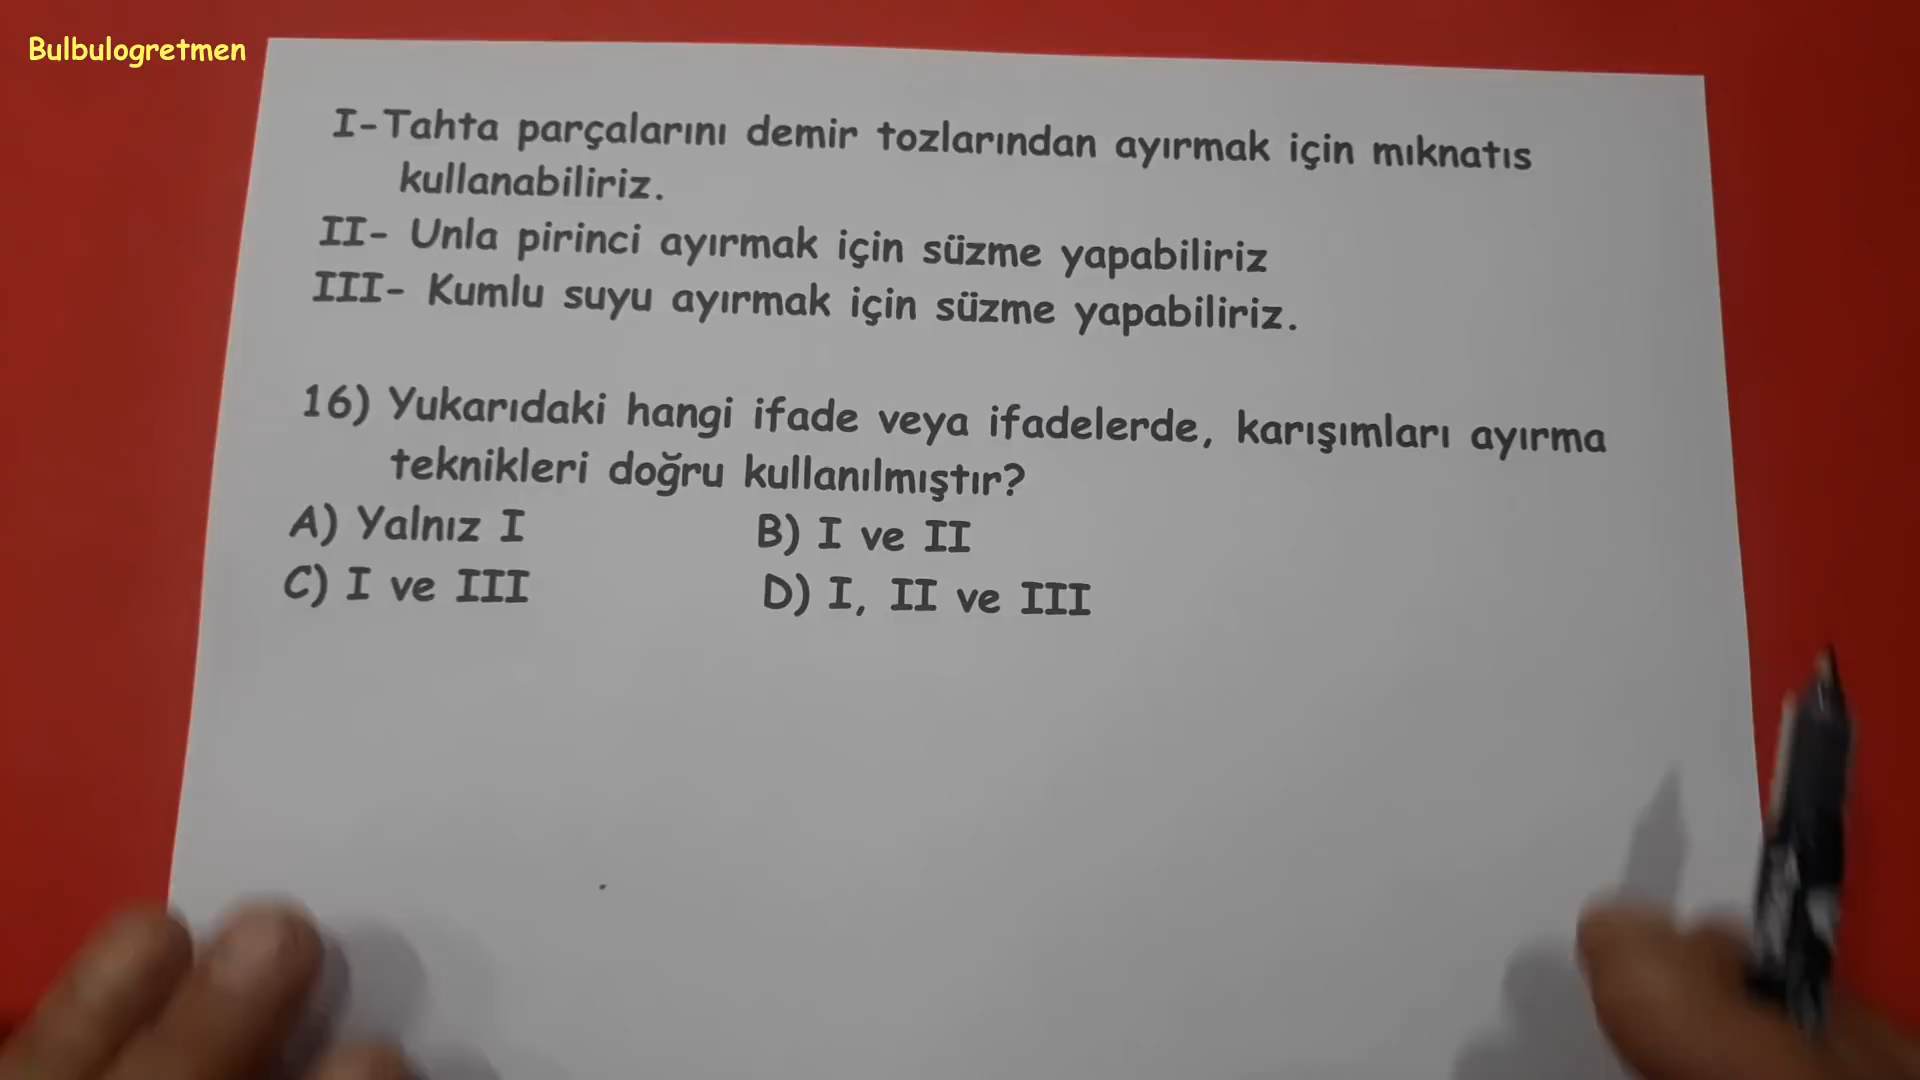 Bulbulogretmen
I-Tahta parçalarını demir tozlarından ayırmak için mıknatıs
kullanabiliriz.
II- Unla pirinci ayırmak için süzme yapabiliriz
III- Kumlu suyu ayırmak için süzme yapabiliriz.
16) Yukarıdaki hangi ifade veya ifadelerde, karışımları ayırma
teknikleri doğru kullanılmıştır?
A) Yalnız I B) I ve II
C) I ve III D) I, II ve III